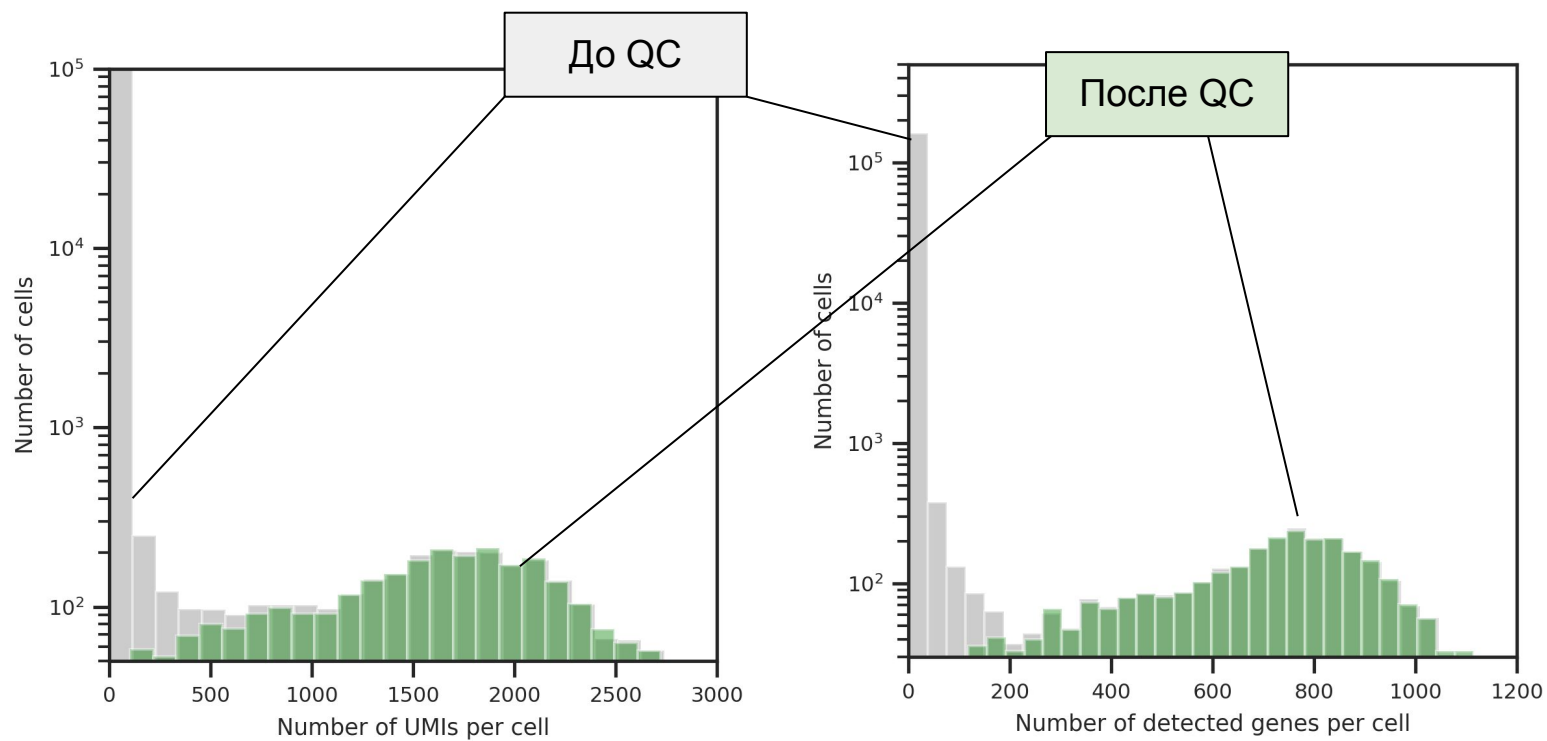 До QC
После QC
10⁵
10⁴
10³
10²
Number of cells
0 500 1000 1500 2000 2500 3000
Number of UMIs per cell
10⁵
10⁴
10³
10²
Number of cells
0 200 400 600 800 1000 1200
Number of detected genes per cell